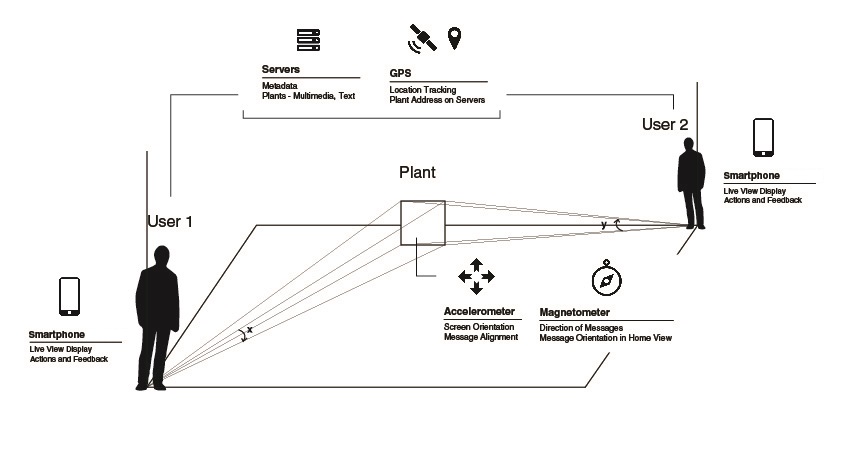 Servers
Metadata
Plants - Multimedia, Text
GPS
Location Tracking
Plant Address on Servers
User 2
Smartphone
Live View Display
Actions and Feedback
Plant
User 1
y
x
Smartphone
Live View Display
Actions and Feedback
Accelerometer
Screen Orientation
Message Alignment
Magnetometer
Direction of Messages
Message Orientation in Home View